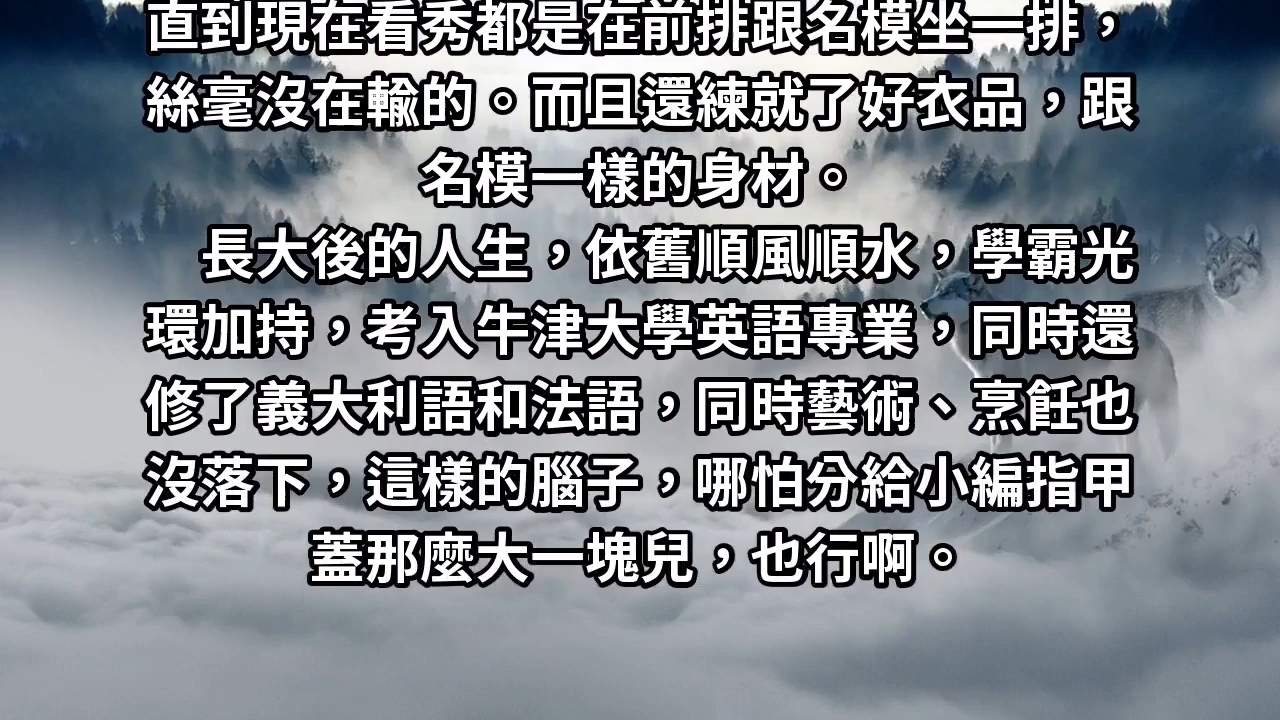 直到現在看秀都是在前排跟名模坐一排，
絲毫沒在輸的。而且還練就了好衣品，跟
名模一樣的身材。
長大後的人生，依舊順風順水，學霸光
環加持，考入牛津大學英語專業，同時還
修了義大利語和法語，同時藝術、烹飪也
沒落下，這樣的腦子，哪怕分給小編指甲
蓋那麼大一塊兒，也行啊。